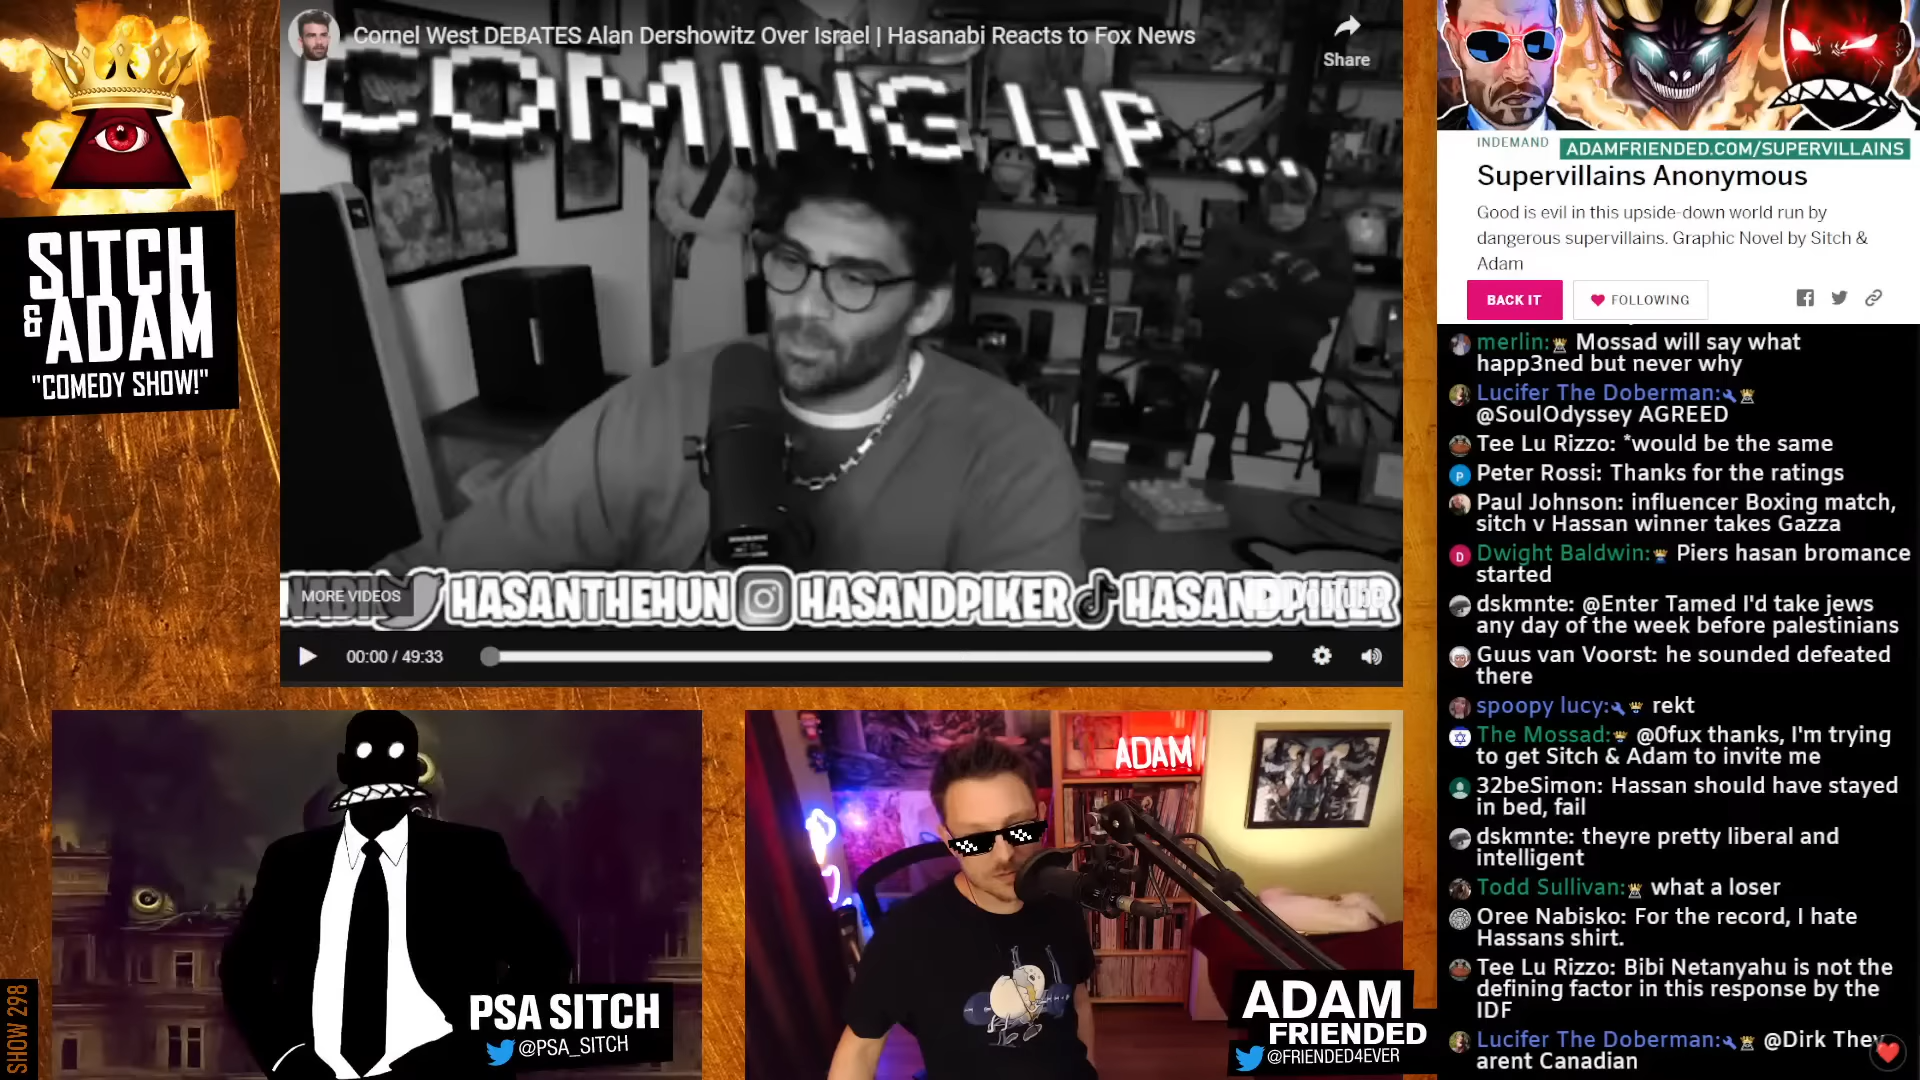 SITCH
& ADAM
"COMEDY SHOW!"
SHOW 298
Cornel West DEBATES Alan Dershowitz Over Israel | Hasanabi Reacts to Fox News
Share
COMING UP ...
MORE VIDEOS
NABI HASANTHEHUN HASANDPIKER HASANDPIKER
00:00 / 49:33
PSA SITCH
@PSA_SITCH
ADAM
ADAM
FRIENDED
@FRIENDED4EVER
INDEMAND
ADAMFRIENDED.COM/SUPERVILLAINS
Supervillains Anonymous
Good is evil in this upside-down world run by
dangerous supervillains. Graphic Novel by Sitch &
Adam
BACK IT
FOLLOWING
merlin: Mossad will say what
happ3ned but never why
Lucifer The Doberman:
@SoulOdyssey AGREED
Tee Lu Rizzo: *would be the same
P
Peter Rossi: Thanks for the ratings
Paul Johnson: influencer Boxing match,
sitch v Hassan winner takes Gazza
D
Dwight Baldwin: Piers hasan bromance
started
dskmnte: @Enter Tamed I'd take jews
any day of the week before palestinians
Guus van Voorst: he sounded defeated
there
spoopy lucy: rekt
The Mossad: @0fux thanks, I'm trying
to get Sitch & Adam to invite me
32beSimon: Hassan should have stayed
in bed, fail
dskmnte: theyre pretty liberal and
intelligent
Todd Sullivan: what a loser
Oree Nabisko: For the record, I hate
Hassans shirt.
Tee Lu Rizzo: Bibi Netanyahu is not the
defining factor in this response by the
IDF
Lucifer The Doberman: @Dirk They
arent Canadian